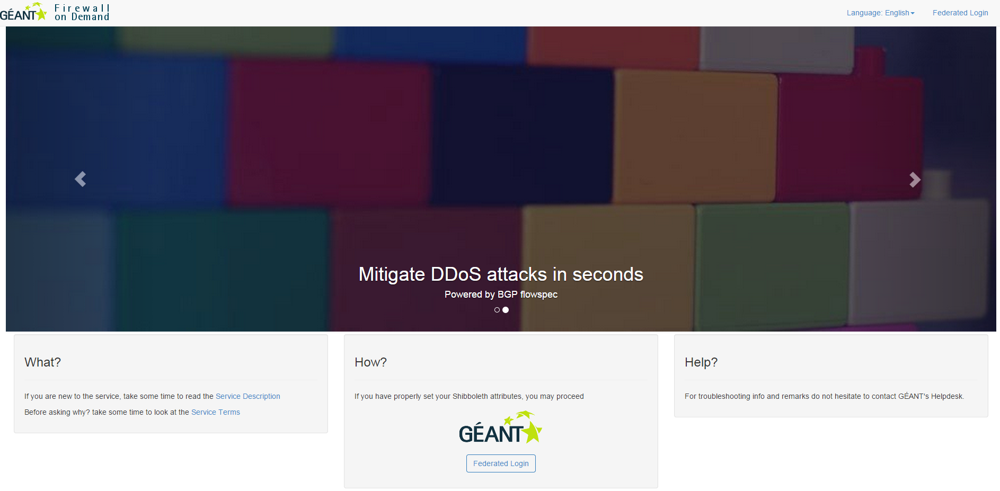 GÉANT
Firewall
on Demand
Language: English
Federated Login
Mitigate DDoS attacks in seconds
Powered by BGP flowspec
What?
If you are new to the service, take some time to read the Service Description
Before asking why? take some time to look at the Service Terms
How?
If you have properly set your Shibboleth attributes, you may proceed
GÉANT
Federated Login
Help?
For troubleshooting info and remarks do not hesitate to contact GÉANT's Helpdesk.